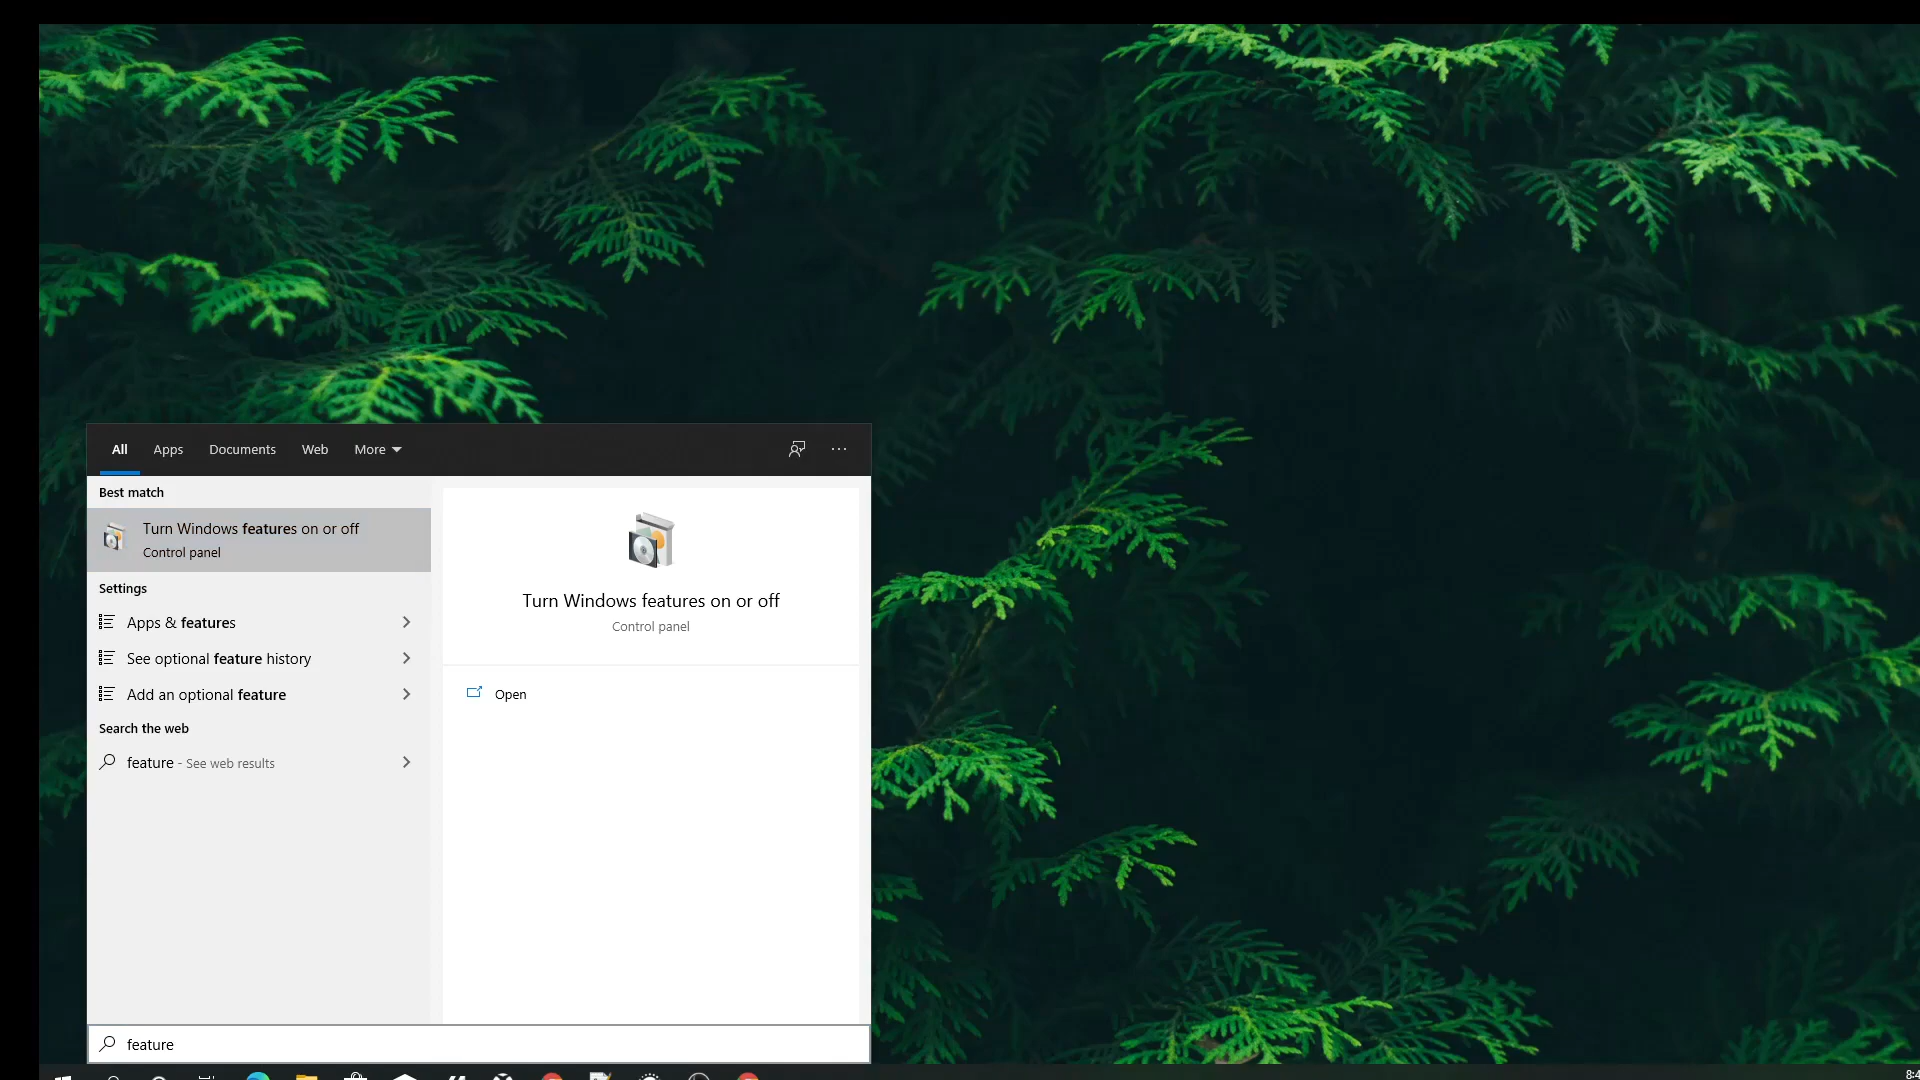 All Apps Documents Web More
Best match
Turn Windows features on or off
Control panel
Settings
Apps & features
See optional feature history
Add an optional feature
Search the web
feature - See web results
Turn Windows features on or off
Control panel
Open
feature